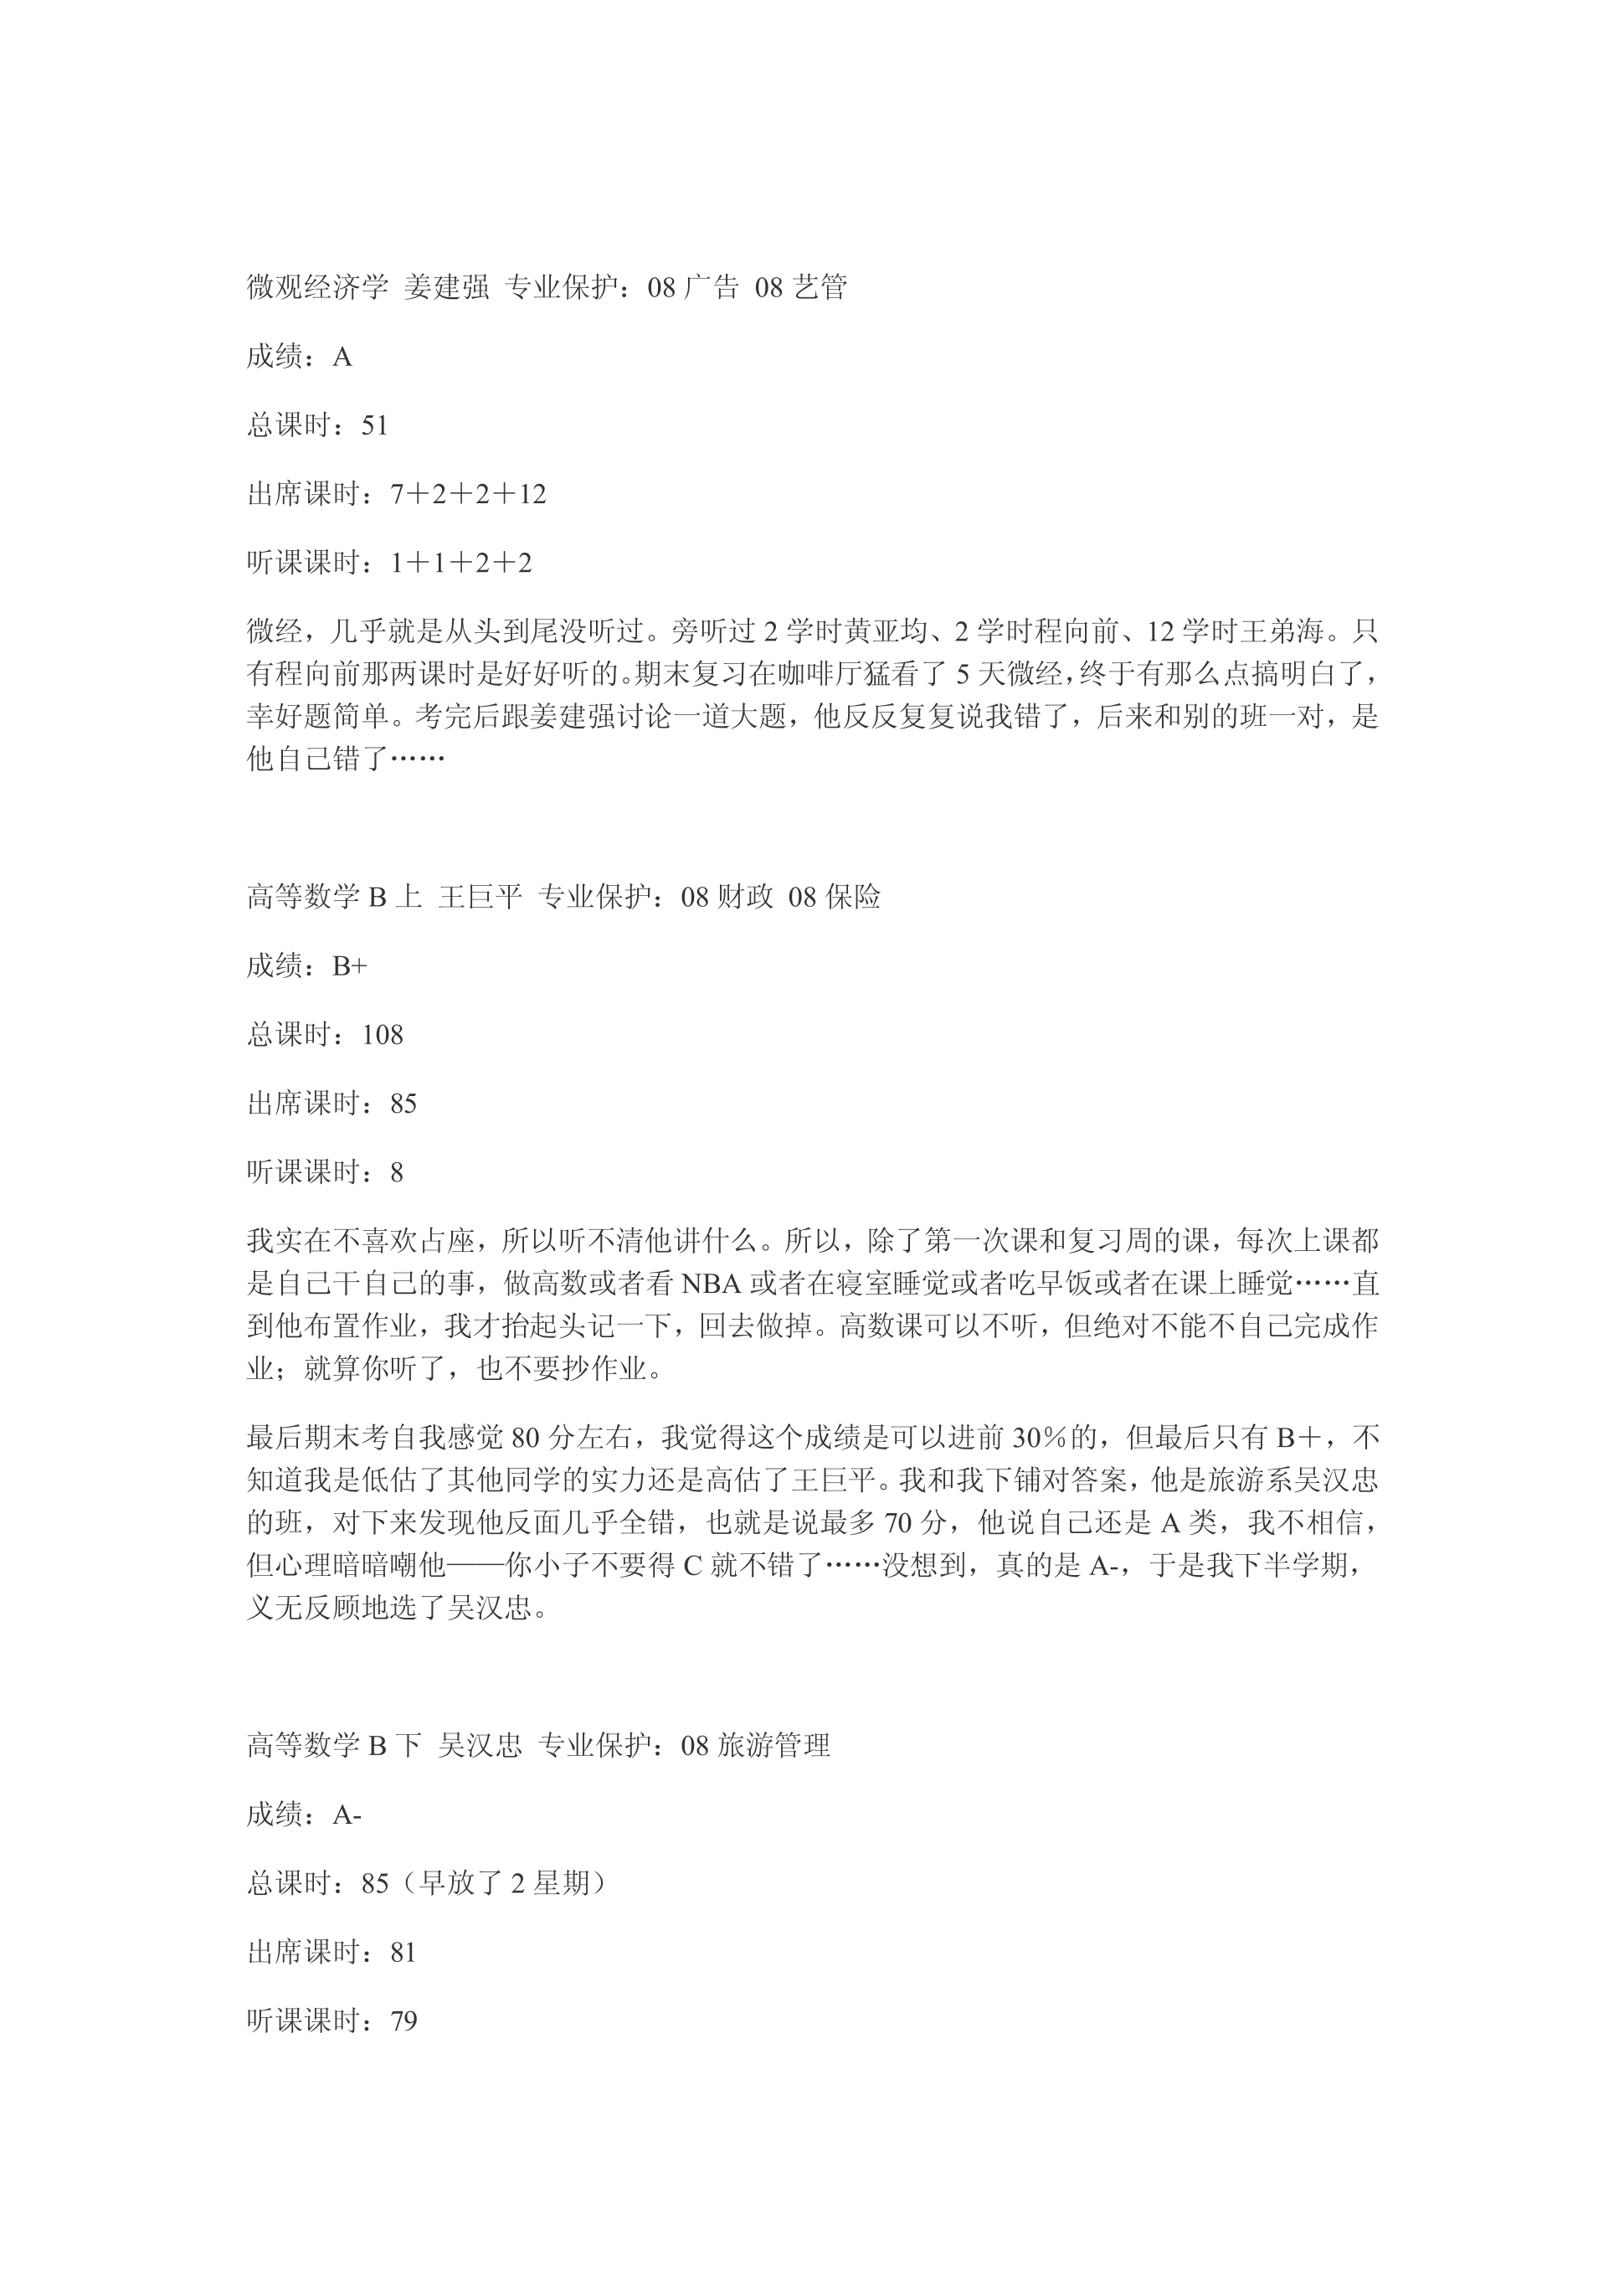 微观经济学 姜建强 专业保护：08 广告 08 艺管
成绩：A
总课时：51
出席课时：7＋2＋2＋12
听课课时：1＋1＋2＋2
微经，几乎就是从头到尾没听过。旁听过 2 学时黄亚均、2 学时程向前、12 学时王弟海。只
有程向前那两课时是好好听的。期末复习在咖啡厅猛看了 5 天微经，终于有那么点搞明白了，
幸好题简单。考完后跟姜建强讨论一道大题，他反反复复说我错了，后来和别的班一对，是
他自己错了……
高等数学 B 上 王巨平 专业保护：08 财政 08 保险
成绩：B+
总课时：108
出席课时：85
听课课时：8
我实在不喜欢占座，所以听不清他讲什么。所以，除了第一次课和复习周的课，每次上课都
是自己干自己的事，做高数或者看 NBA 或者在寝室睡觉或者吃早饭或者在课上睡觉……直
到他布置作业，我才抬起头记一下，回去做掉。高数课可以不听，但绝对不能不自己完成作
业；就算你听了，也不要抄作业。
最后期末考自我感觉 80 分左右，我觉得这个成绩是可以进前 30％的，但最后只有 B＋，不
知道我是低估了其他同学的实力还是高估了王巨平。我和我下铺对答案，他是旅游系吴汉忠
的班，对下来发现他反面几乎全错，也就是说最多 70 分，他说自己还是 A 类，我不相信，
但心理暗暗嘲他——你小子不要得 C 就不错了……没想到，真的是 A-，于是我下半学期，
义无反顾地选了吴汉忠。
高等数学 B 下 吴汉忠 专业保护：08 旅游管理
成绩：A-
总课时：85（早放了 2 星期）
出席课时：81
听课课时：79